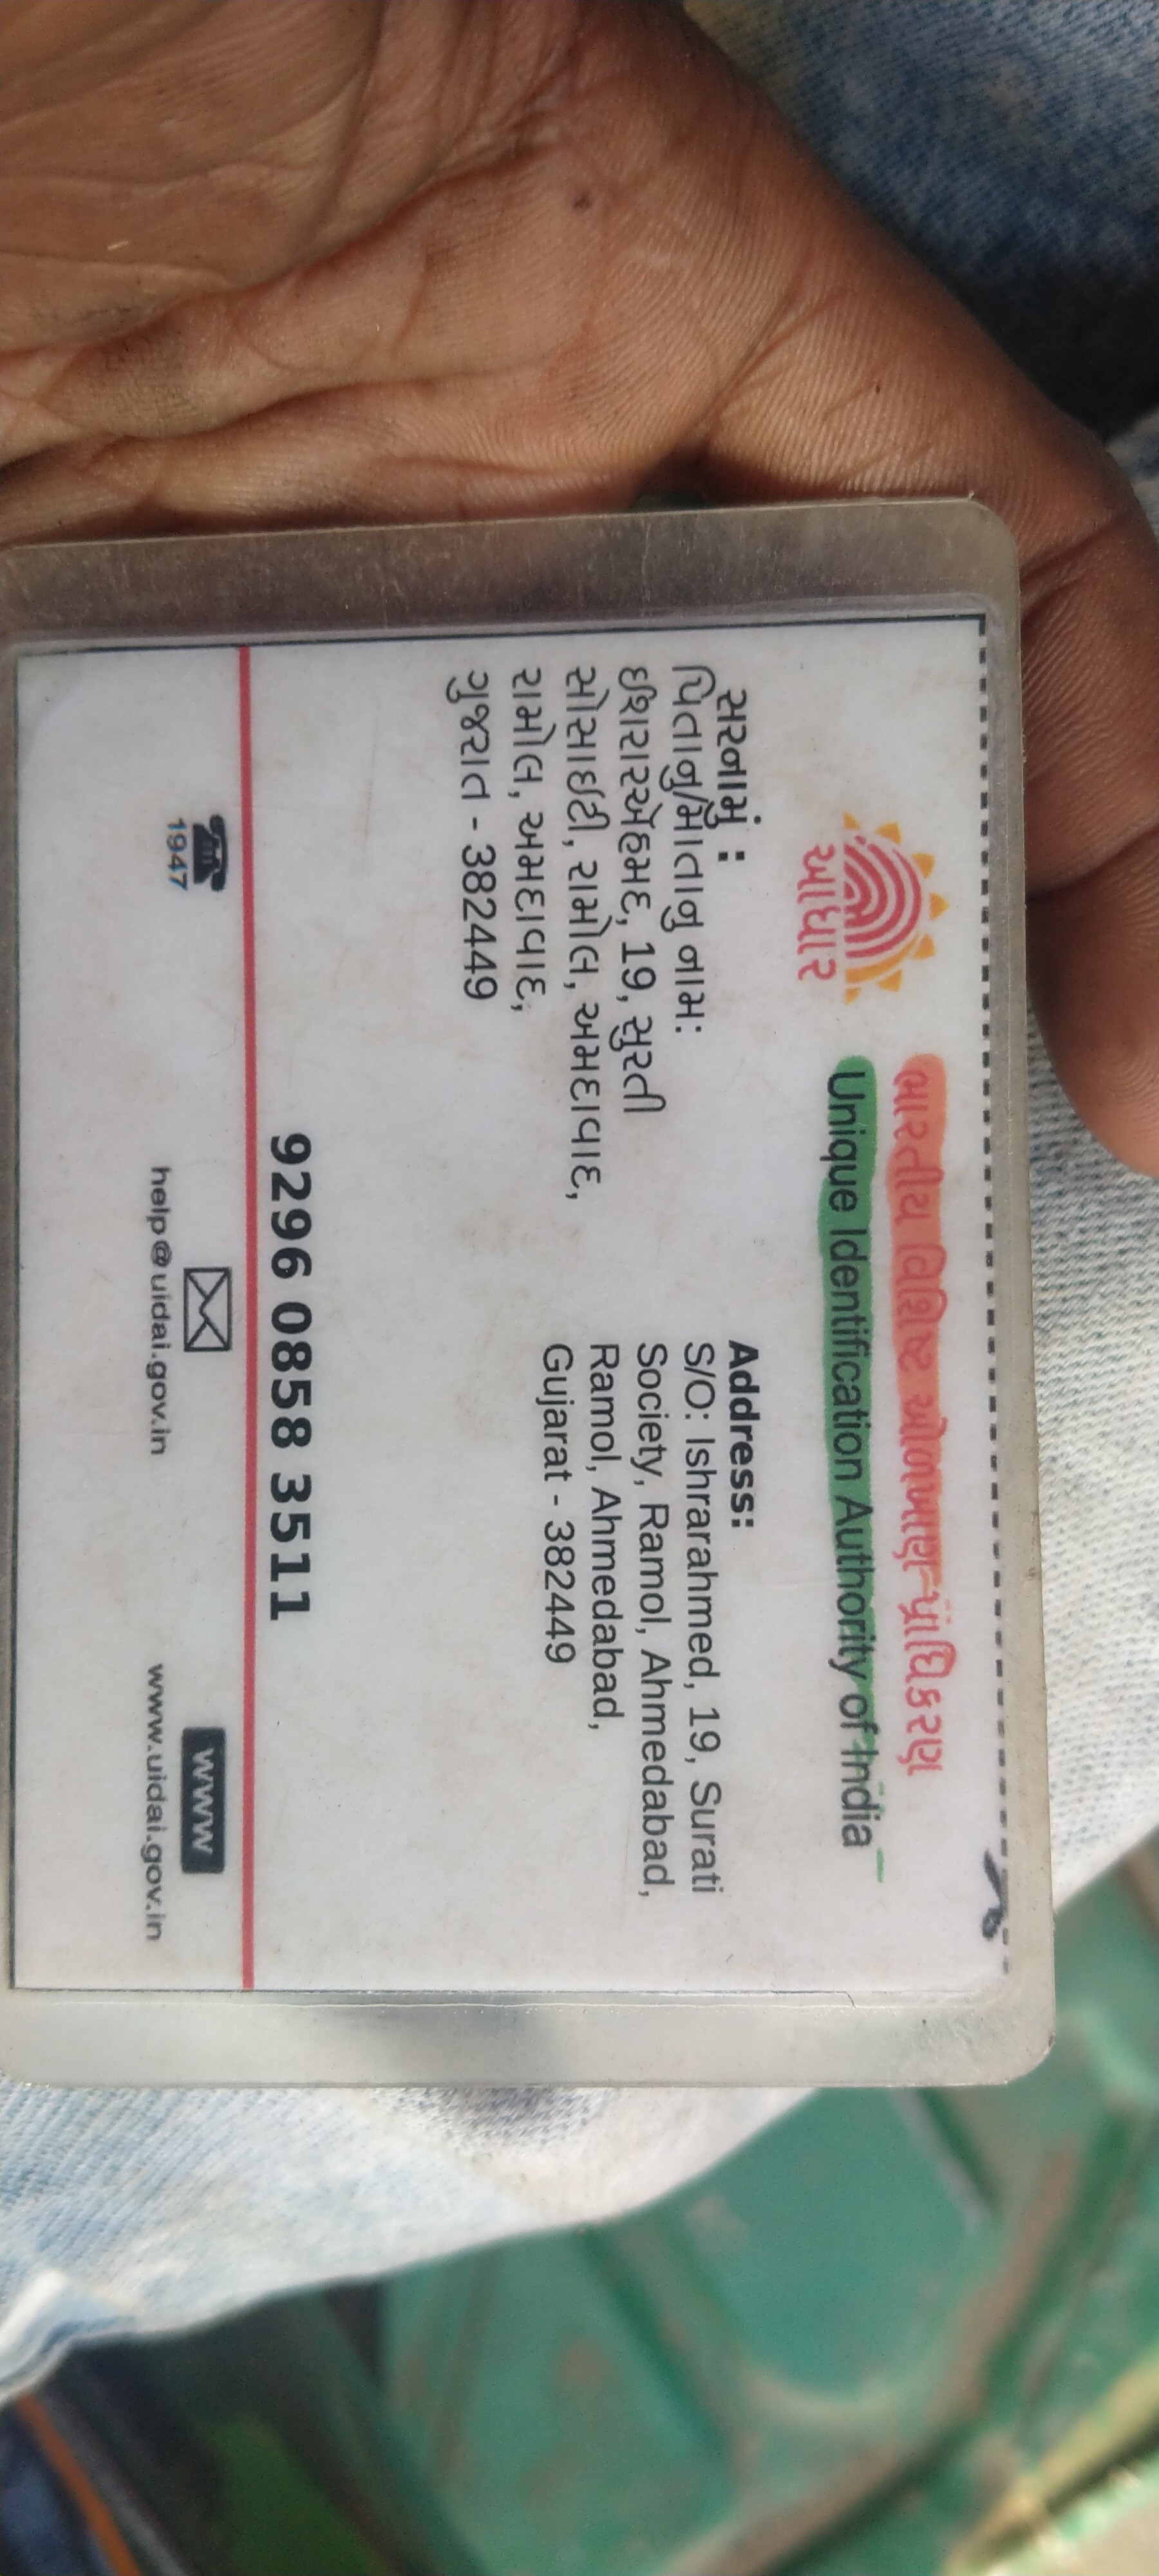 ભારતીય વિશિષ્ટ ઓળખાણ પ્રાધિકરણ
Unique Identification Authority of India
આધાર
સરનામું :
પિતાનુ/માતાનુ નામ:
ઈશરારએહમદ, 19, સુરતી
સોસાઈટી, રામોલ, અમદાવાદ,
રામોલ, અમદાવાદ,
ગુજરાત - 382449
Address:
S/O: Ishrarahmed, 19, Surati
Society, Ramol, Ahmedabad,
Ramol, Ahmedabad,
Gujarat - 382449
9296 0858 3511
1947
help@uidai.gov.in
www
www.uidai.gov.in